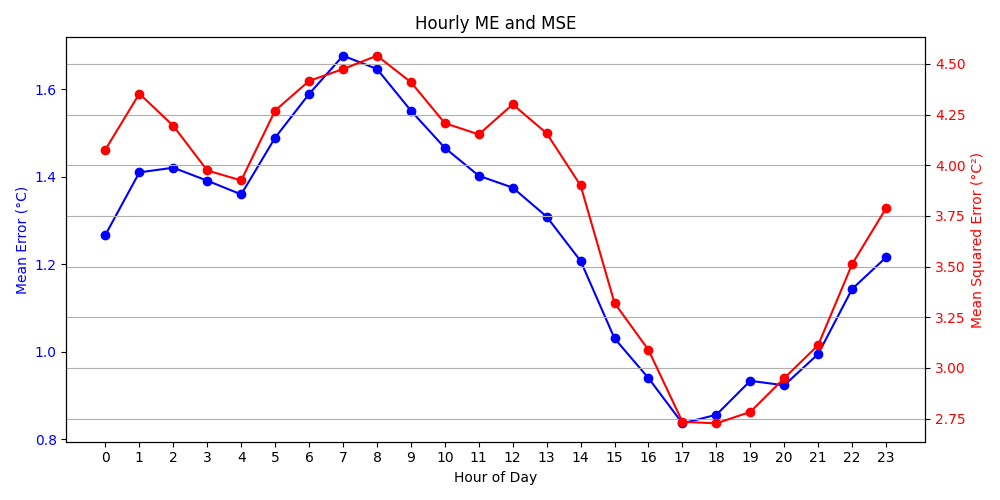 Hourly ME and MSE
Mean Error (°C)
1.6
1.4
1.2
1.0
0.8
4.50
4.25
4.00
3.75
3.50
3.25
3.00
2.75
Mean Squared Error (°C²)
0 1 2 3 4 5 6 7 8 9 10 11 12 13 14 15 16 17 18 19 20 21 22 23
Hour of Day